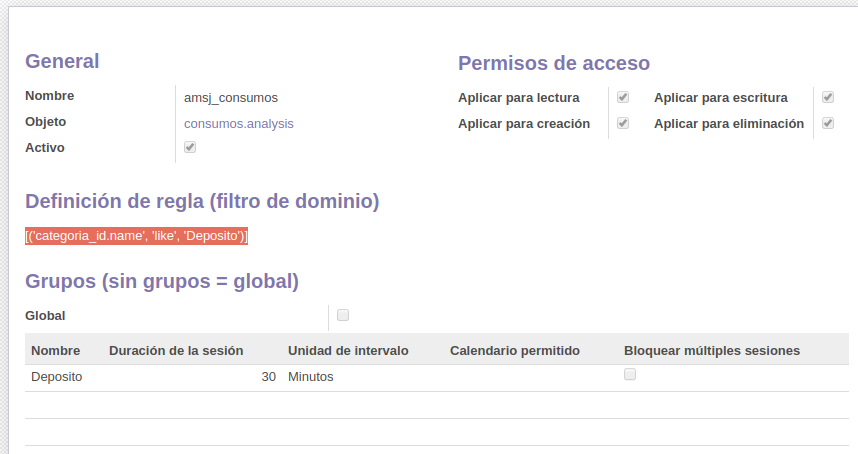 General
Permisos de acceso
Nombre amsj_consumos
Aplicar para lectura Aplicar para escritura
Objeto consumos.analysis
Aplicar para creación Aplicar para eliminación
Activo
Definición de regla (filtro de dominio)
[('categoria_id.name', 'like', 'Deposito')]
Grupos (sin grupos = global)
Global
Nombre Duración de la sesión Unidad de intervalo Calendario permitido Bloquear múltiples sesiones
Deposito 30 Minutos